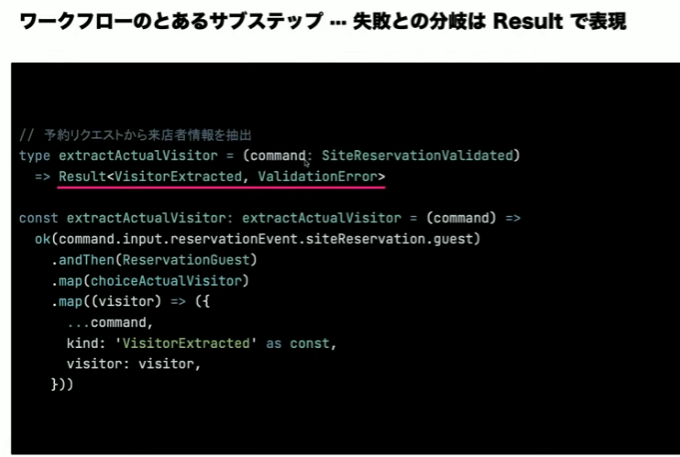 ワークフローのとあるサブステップ … 失敗との分岐は Result で表現
// 予約リクエストから来店者情報を抽出
type extractActualVisitor = (command: SiteReservationValidated)
  => Result<VisitorExtracted, ValidationError>
const extractActualVisitor: extractActualVisitor = (command) =>
  ok(command.input.reservationEvent.siteReservation.guest)
    .andThen(ReservationGuest)
    .map(choiceActualVisitor)
    .map((visitor) => ({
      ...command,
      kind: 'VisitorExtracted' as const,
      visitor: visitor,
    }))